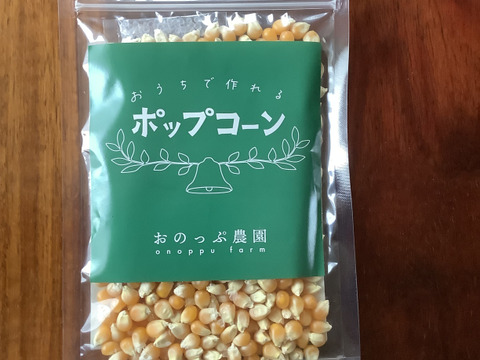 おうちで作れる
ポップコーン
おのっぷ農園
onoppu farm